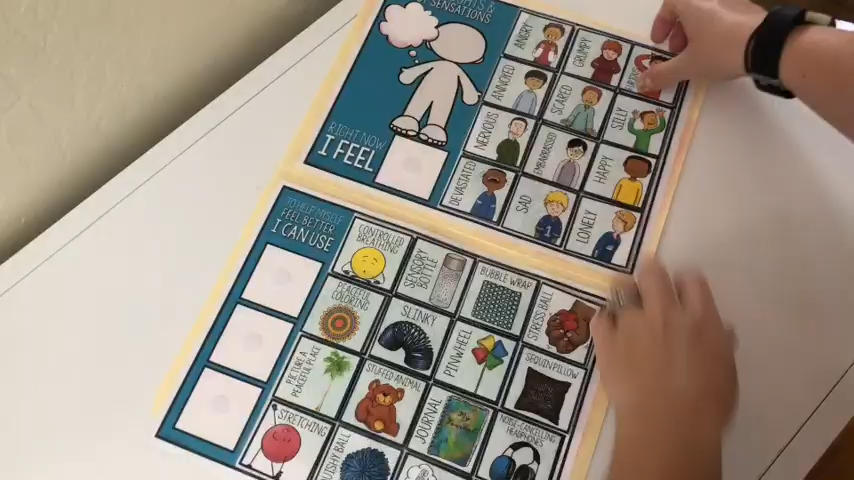 SENSATIONS
RIGHT NOW
I FEEL
ANGRY
GRUMPY
ANNOYED
SCARED
SILLY
NERVOUS
EMBARRASSED
HAPPY
DEVASTATED
SAD
LONELY
TO HELP MYSELF
FEEL BETTER
I CAN USE
CONTROLLED
BREATHING
SENSORY
BOTTLE
BUBBLE WRAP
STRESS BALL
PEACEFUL
COLORING
SLINKY
PINWHEEL
SEQUIN PILLOW
PICTURE A
PEACEFUL PLACE
STUFFED ANIMAL
JOURNAL
NOISE-CANCELLING
HEADPHONES
STRETCHING